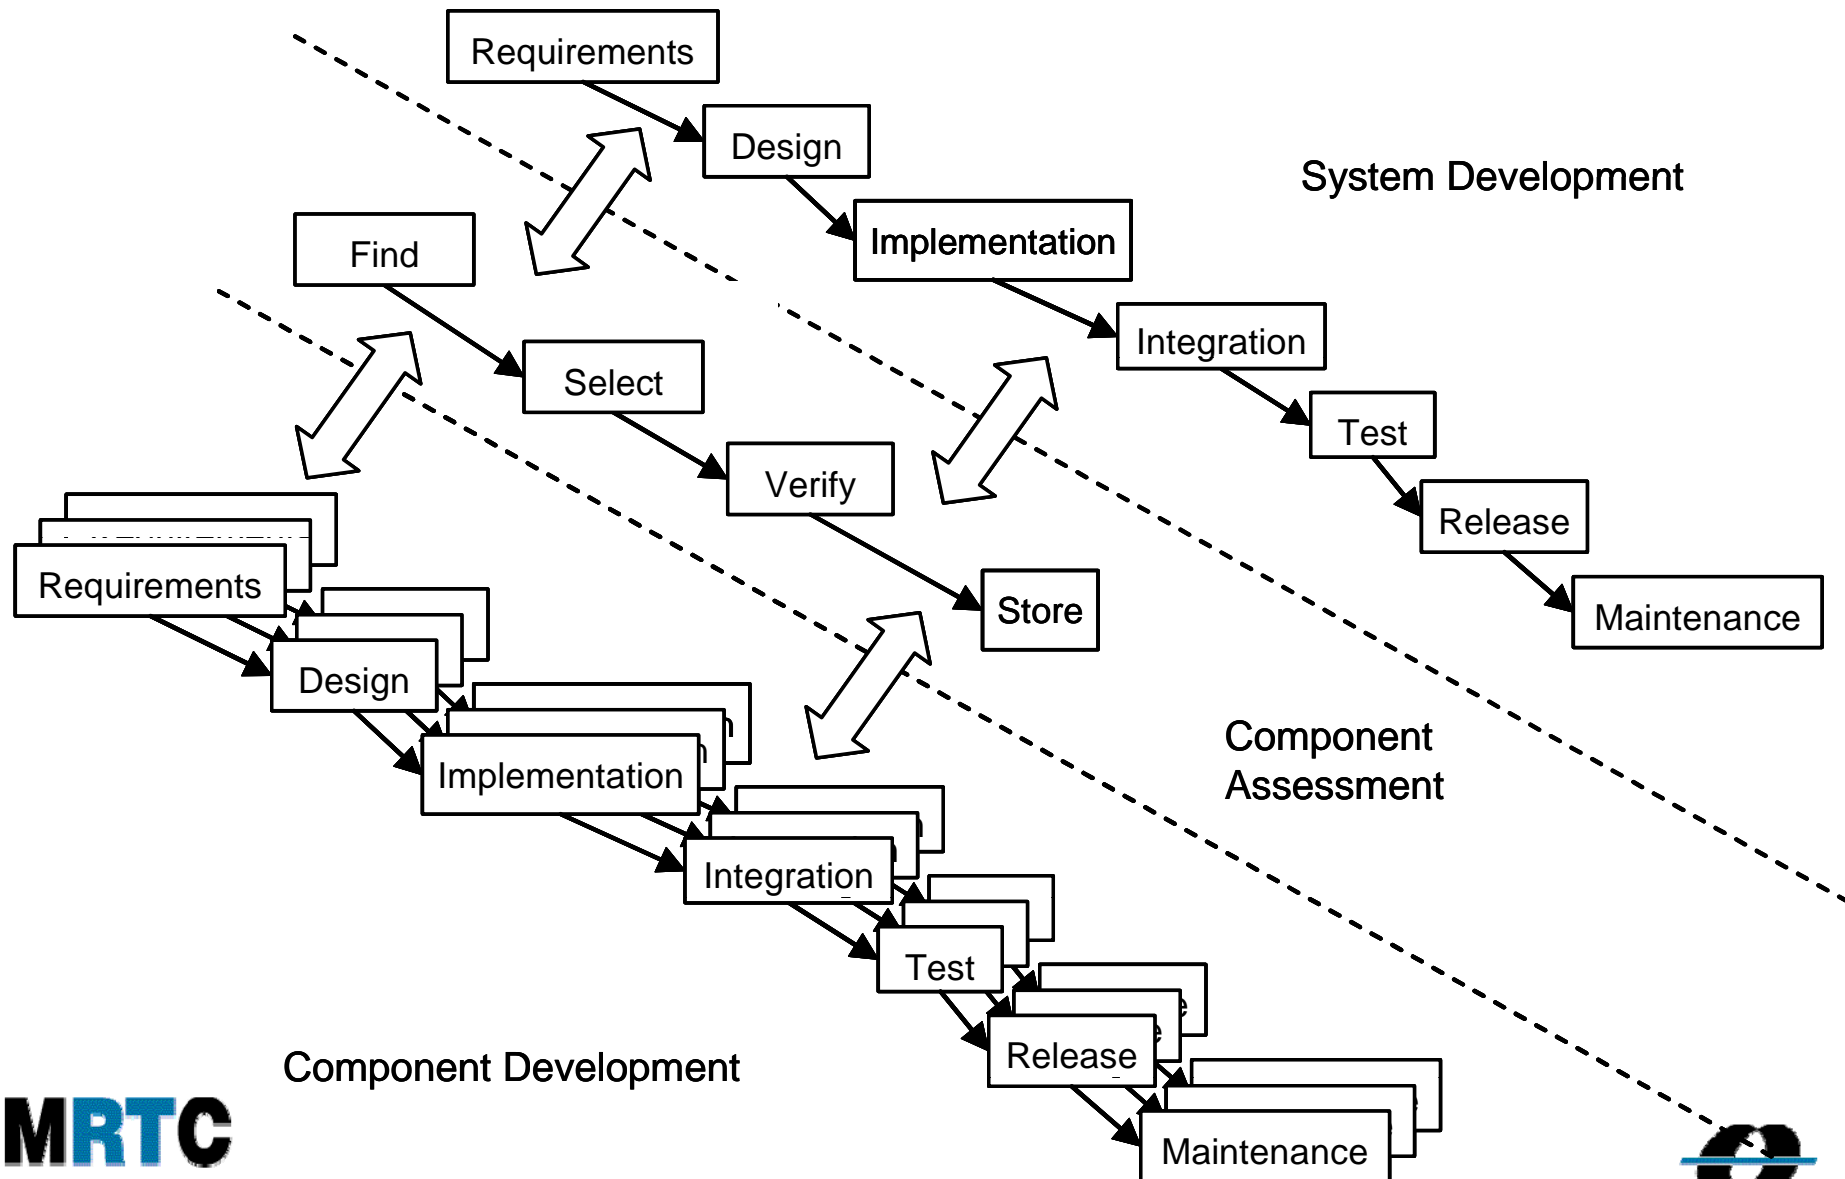 Requirements
Design
System Development
Implementation
Find
Integration
Select
Test
Verify
Release
Store
Maintenance
Requirements
Design
Component
Assessment
Implementation
Integration
Test
Release
Component Development
Maintenance
MRTC